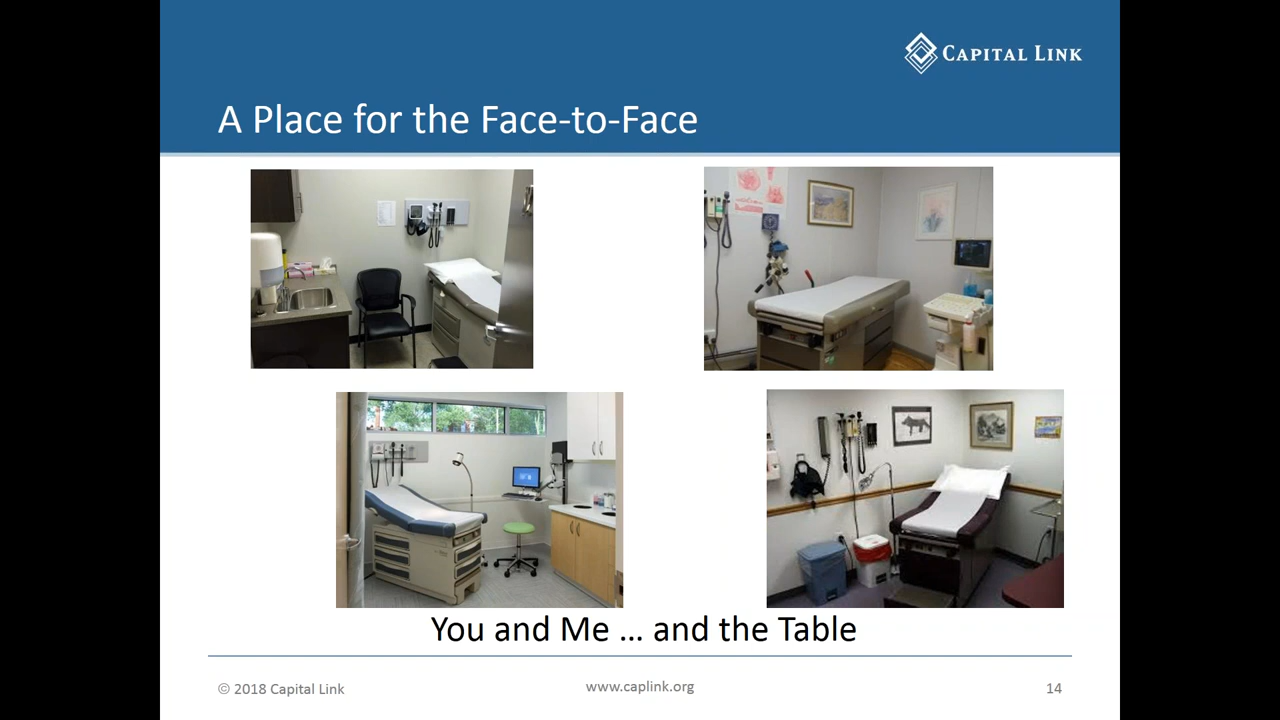 CAPITAL LINK
A Place for the Face-to-Face
You and Me … and the Table
© 2018 Capital Link
www.caplink.org
14